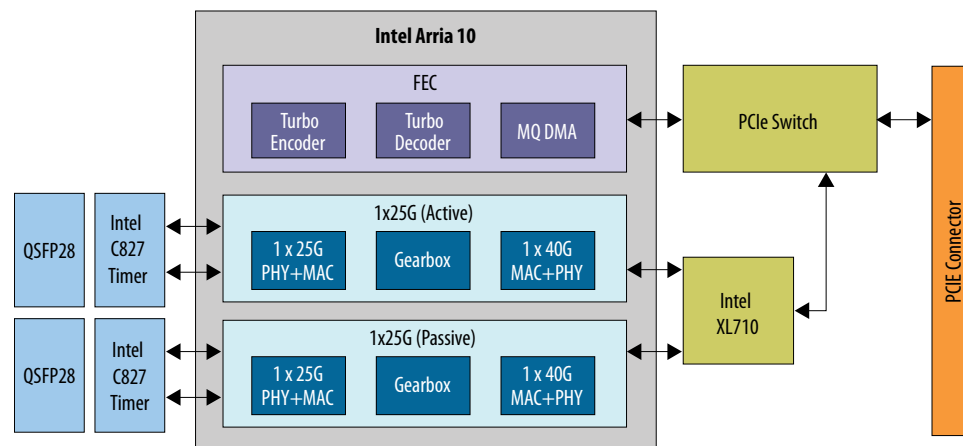 Intel Arria 10
FEC
Turbo
Encoder
Turbo
Decoder
MQ DMA
PCIe Switch
PCIE Connector
QSFP28
Intel
C827
Timer
1x25G (Active)
1 x 25G
PHY+MAC
Gearbox
1 x 40G
MAC+PHY
Intel
XL710
QSFP28
Intel
C827
Timer
1x25G (Passive)
1 x 25G
PHY+MAC
Gearbox
1 x 40G
MAC+PHY